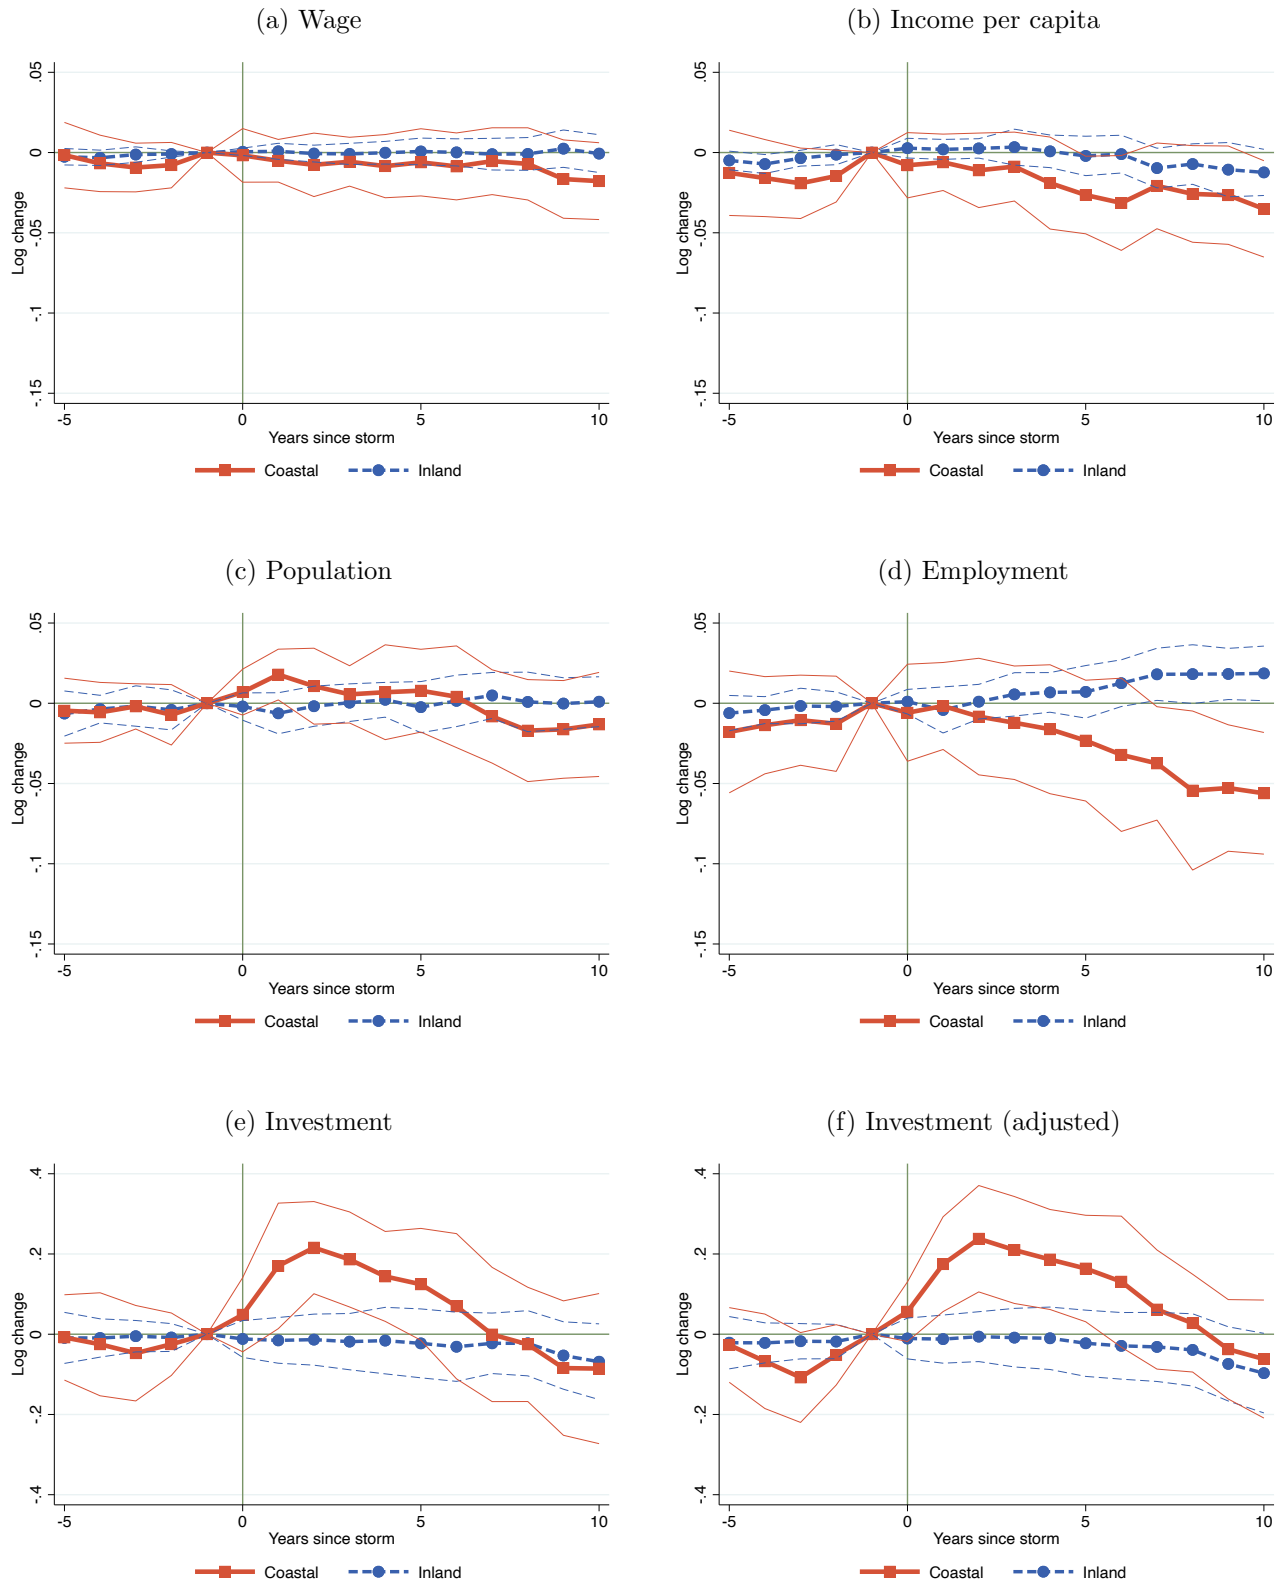 (a) Wage
.05
0
-.05
-.1
-.15
Log change
-5
0
5
10
Years since storm
Coastal
Inland
(b) Income per capita
.05
0
-.05
-.1
-.15
Log change
-5
0
5
10
Years since storm
Coastal
Inland
(c) Population
.05
0
-.05
-.1
-.15
Log change
-5
0
5
10
Years since storm
Coastal
Inland
(d) Employment
.05
0
-.05
-.1
-.15
Log change
-5
0
5
10
Years since storm
Coastal
Inland
(e) Investment
.4
.2
0
-.2
-.4
Log change
-5
0
5
10
Years since storm
Coastal
Inland
(f) Investment (adjusted)
.4
.2
0
-.2
-.4
Log change
-5
0
5
10
Years since storm
Coastal
Inland